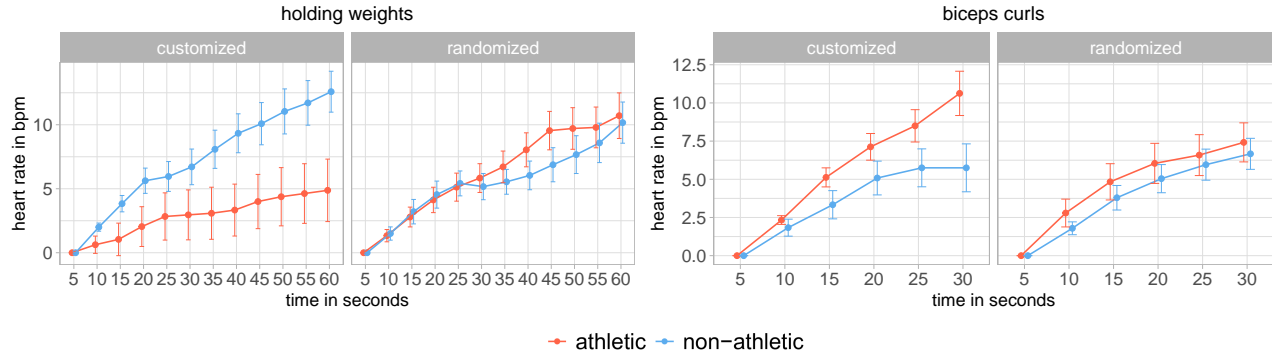 holding weights
biceps curls
customized randomized
customized randomized
heart rate in bpm
10
5
0
5 10 15 20 25 30 35 40 45 50 55 60
5 10 15 20 25 30 35 40 45 50 55 60
time in seconds
heart rate in bpm
12.5
10.0
7.5
5.0
2.5
0.0
5 10 15 20 25 30
5 10 15 20 25 30
time in seconds
athletic non−athletic